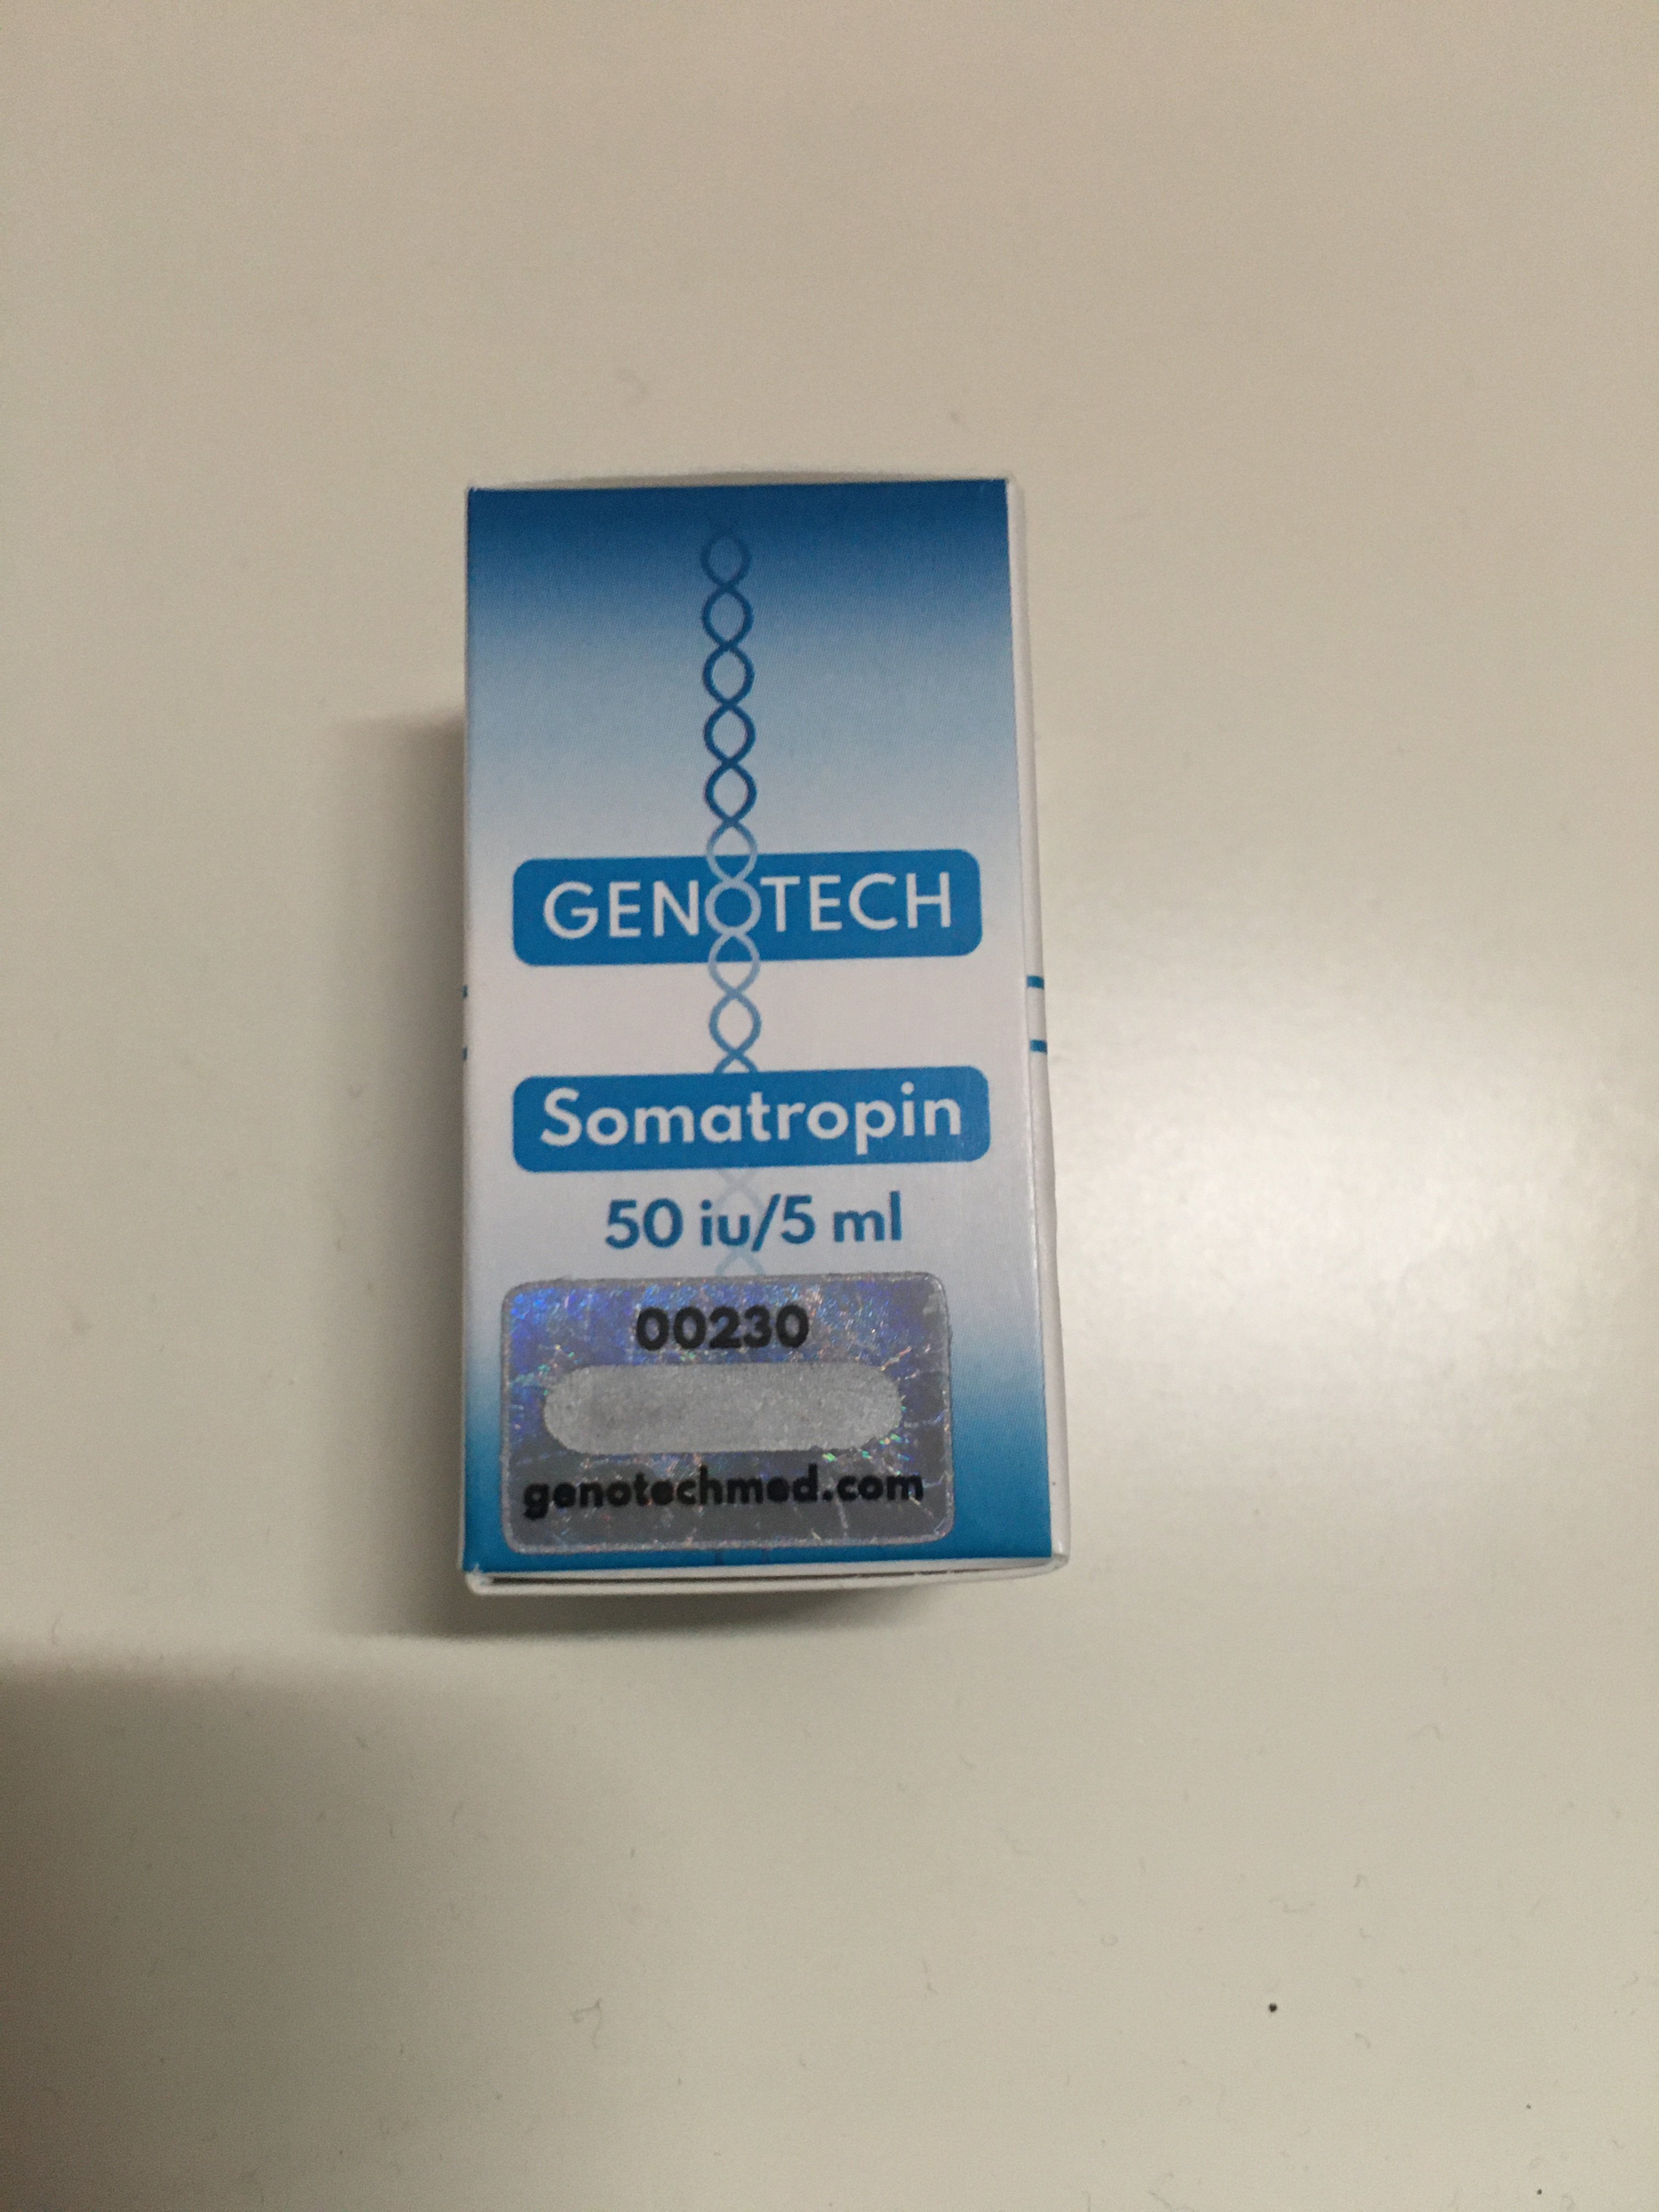 GENOTECH
Somatropin
50 iu/5 ml
00230
genotechmed.com